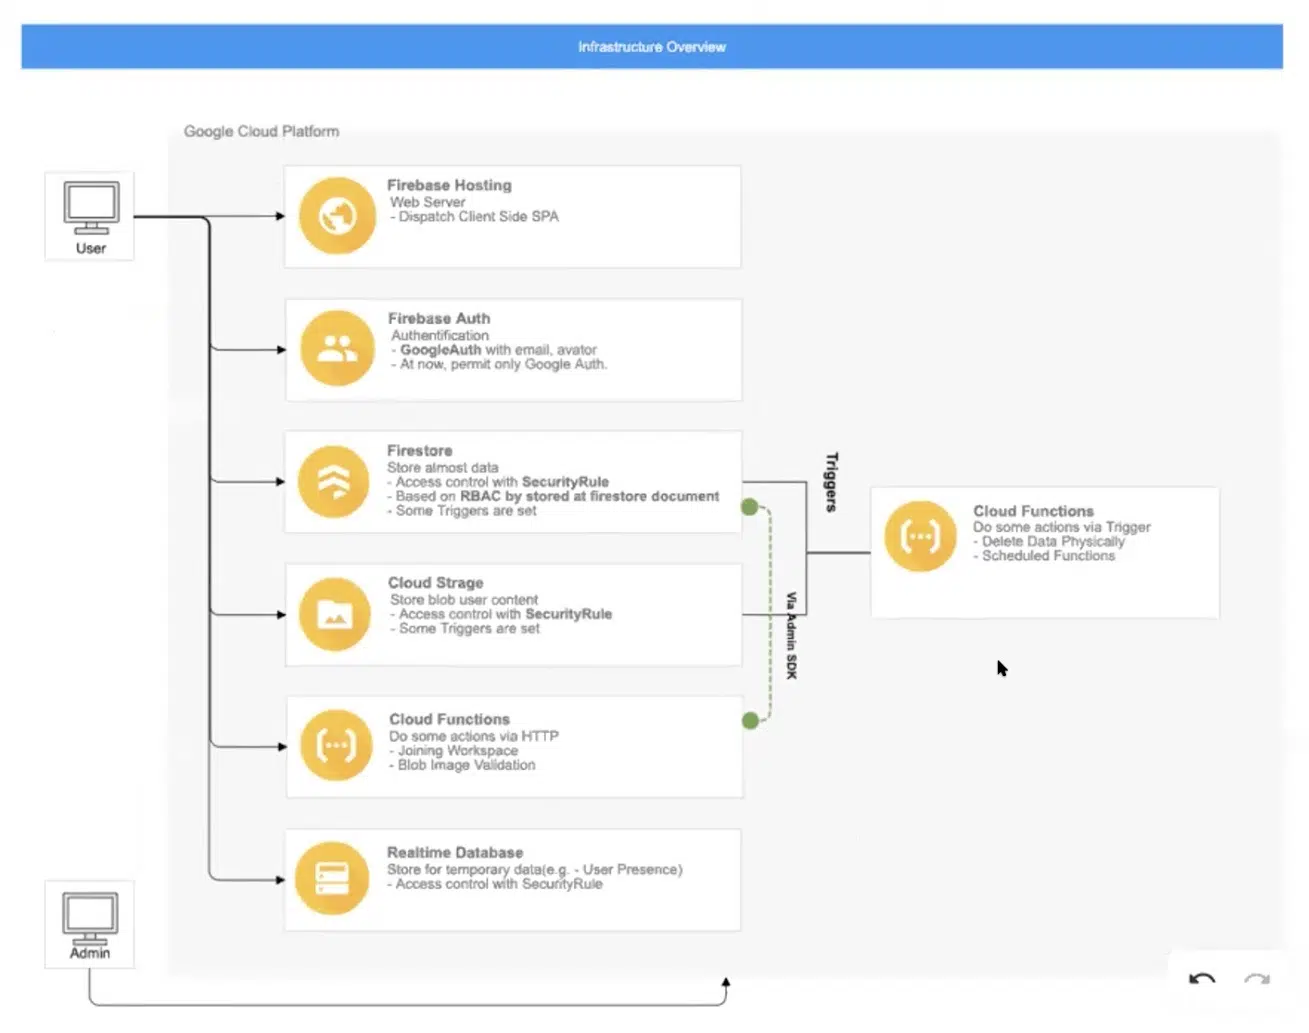 Infrastructure Overview
Google Cloud Platform
User
Firebase Hosting
Web Server
- Dispatch Client Side SPA
Firebase Auth
Authentification
- GoogleAuth with email, avator
- At now, permit only Google Auth.
Firestore
Store almost data
- Access control with SecurityRule
- Based on RBAC by stored at firestore document
- Some Triggers are set
Triggers
Cloud Functions
Do some actions via Trigger
- Delete Data Physically
- Scheduled Functions
Cloud Strage
Store blob user content
- Access control with SecurityRule
- Some Triggers are set
Via Admin SDK
Cloud Functions
Do some actions via HTTP
- Joining Workspace
- Blob Image Validation
Realtime Database
Store for temporary data(e.g. - User Presence)
- Access control with SecurityRule
Admin